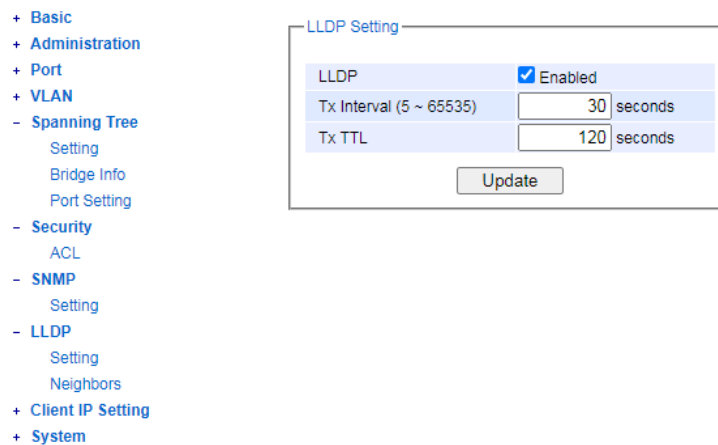 + Basic
+ Administration
+ Port
+ VLAN
- Spanning Tree
Setting
Bridge Info
Port Setting
- Security
ACL
- SNMP
Setting
- LLDP
Setting
Neighbors
+ Client IP Setting
+ System
LLDP Setting
LLDP Enabled
Tx Interval (5 ~ 65535) 30 seconds
Tx TTL 120 seconds
Update